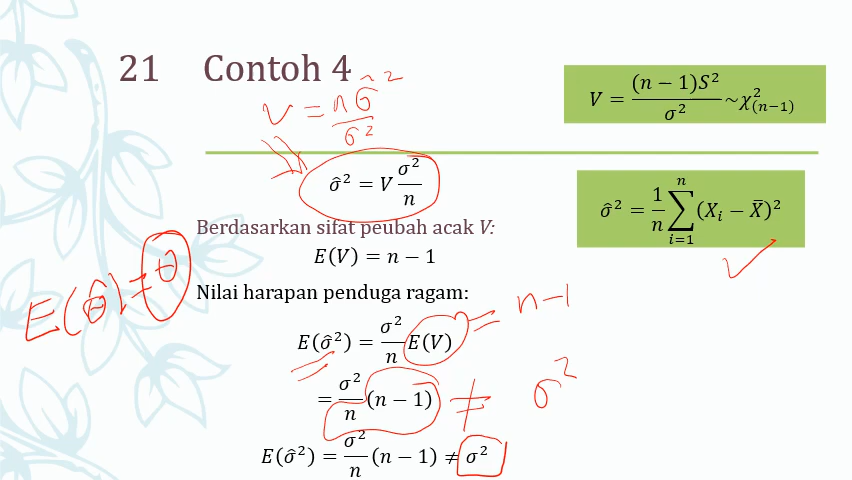 21 Contoh 4
V = (n − 1)S² / σ² ~ χ²₍ₙ₋₁₎
V = nσ̂² / σ²
σ̂² = V σ²/n
σ̂² = 1/n ∑ᵢ₌₁ⁿ (Xᵢ − X̄)²
Berdasarkan sifat peubah acak V:
E(V) = n − 1
E(θ̂) = θ
Nilai harapan penduga ragam:
E(σ̂²) = σ²/n E(V) = n−1
= σ²/n (n − 1) ≠ σ²
E(σ̂²) = σ²/n (n − 1) ≠ σ²